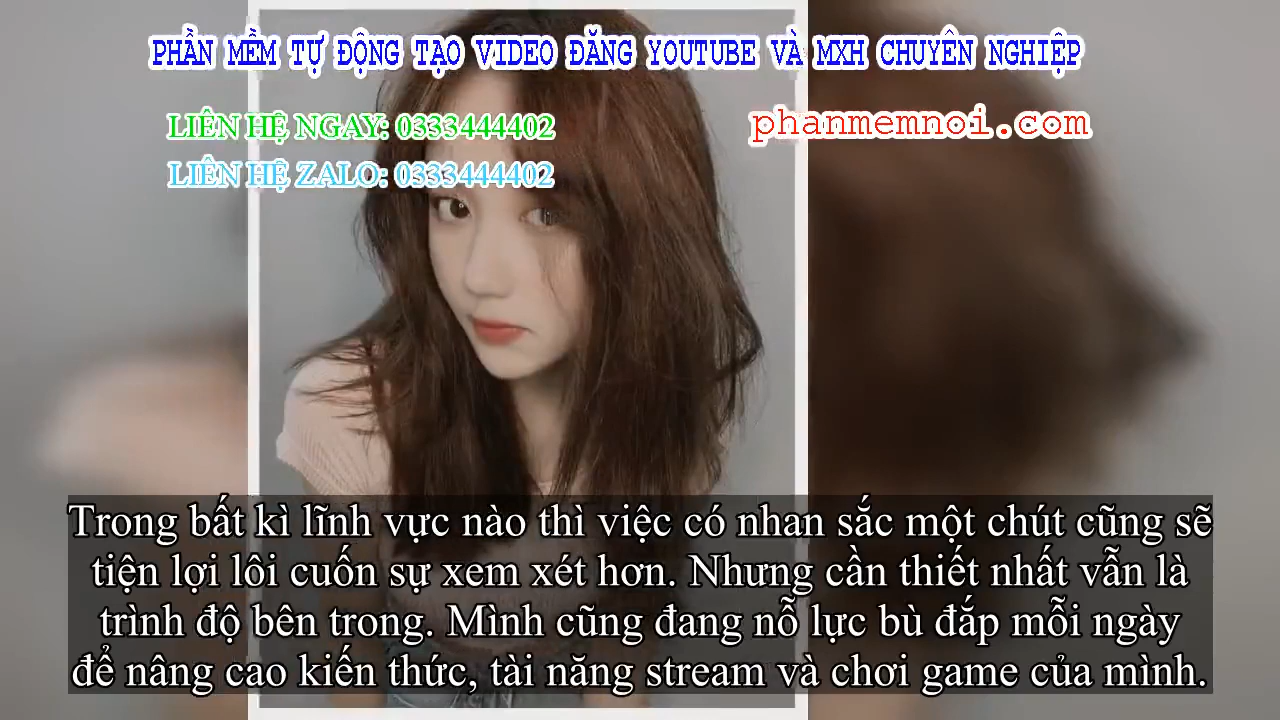 PHẦN MỀM TỰ ĐỘNG TẠO VIDEO ĐĂNG YOUTUBE VÀ MXH CHUYÊN NGHIỆP
LIÊN HỆ NGAY: 0333444402
phanmemnoi.com
LIÊN HỆ ZALO: 0333444402
Trong bất kì lĩnh vực nào thì việc có nhan sắc một chút cũng sẽ
tiện lợi lôi cuốn sự xem xét hơn. Nhưng cần thiết nhất vẫn là
trình độ bên trong. Mình cũng đang nỗ lực bù đắp mỗi ngày
để nâng cao kiến thức, tài năng stream và chơi game của mình.